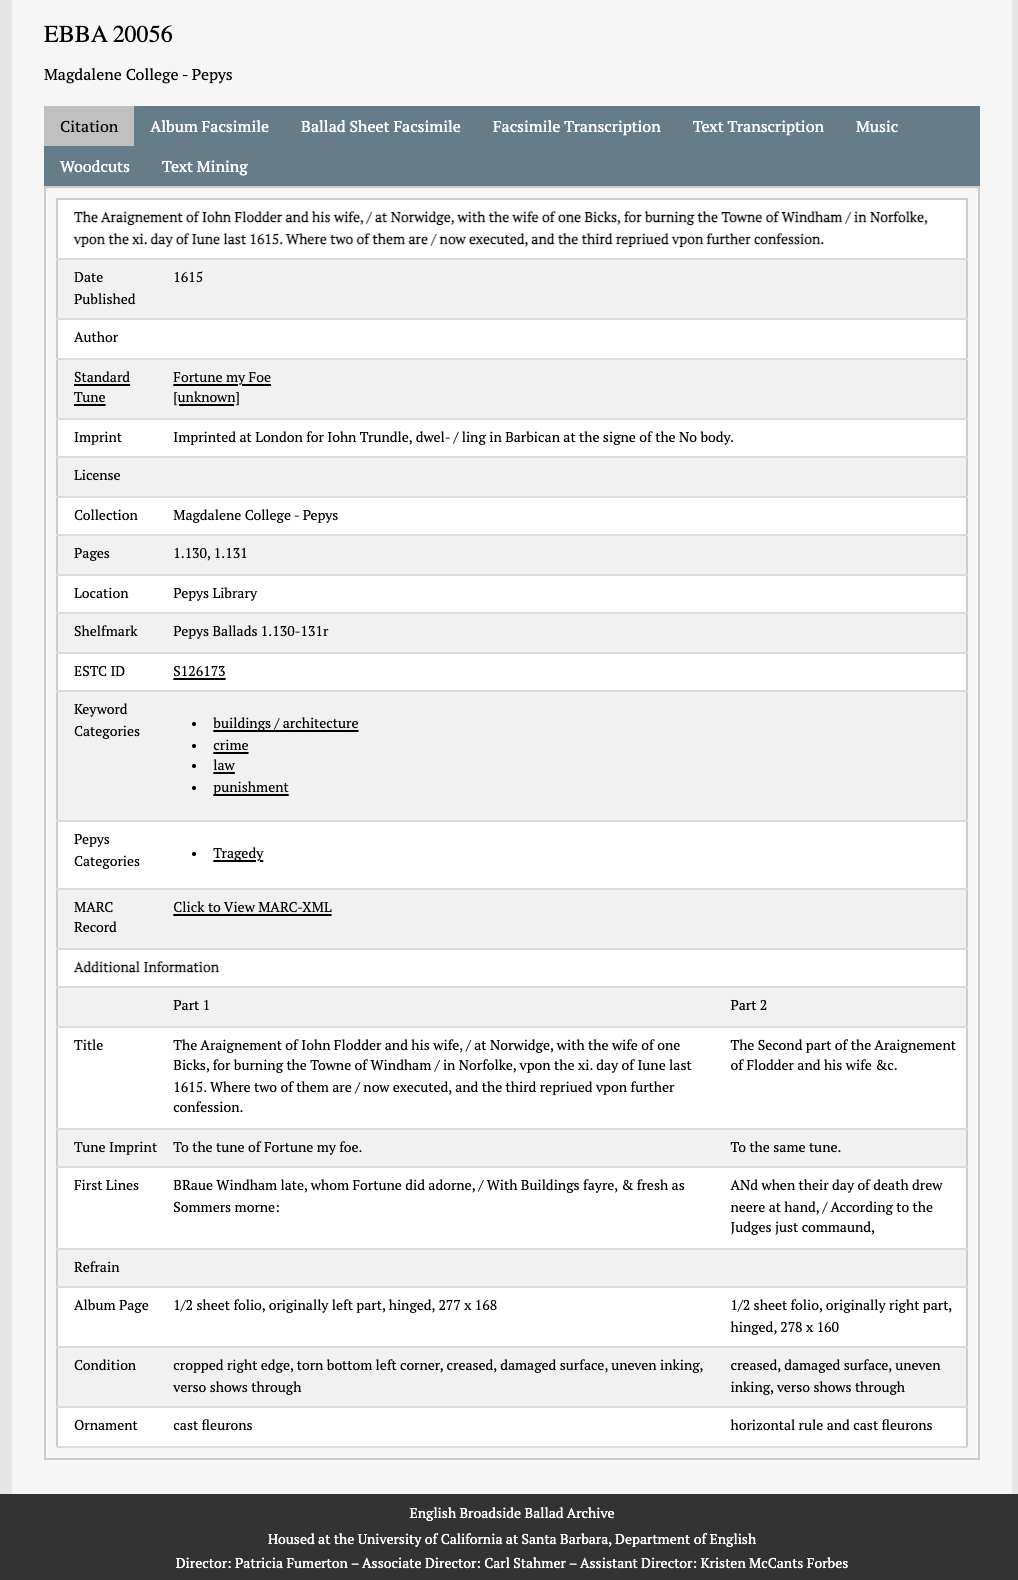 EBBA 20056
Magdalene College - Pepys
Citation Album Facsimile Ballad Sheet Facsimile Facsimile Transcription Text Transcription Music
Woodcuts Text Mining
The Araignement of Iohn Flodder and his wife, / at Norwidge, with the wife of one Bicks, for burning the Towne of Windham / in Norfolke,
vpon the xi. day of Iune last 1615. Where two of them are / now executed, and the third repriued vpon further confession.
Date 1615
Published
Author
Standard Fortune my Foe
Tune [unknown]
Imprint Imprinted at London for Iohn Trundle, dwel- / ling in Barbican at the signe of the No body.
License
Collection Magdalene College - Pepys
Pages 1.130, 1.131
Location Pepys Library
Shelfmark Pepys Ballads 1.130-131r
ESTC ID S126173
Keyword
Categories
• buildings / architecture
• crime
• law
• punishment
Pepys
Categories
• Tragedy
MARC Click to View MARC-XML
Record
Additional Information
Part 1 Part 2
Title The Araignement of Iohn Flodder and his wife, / at Norwidge, with the wife of one The Second part of the Araignement
Bicks, for burning the Towne of Windham / in Norfolke, vpon the xi. day of Iune last of Flodder and his wife &c.
1615. Where two of them are / now executed, and the third repriued vpon further
confession.
Tune Imprint To the tune of Fortune my foe. To the same tune.
First Lines BRaue Windham late, whom Fortune did adorne, / With Buildings fayre, & fresh as ANd when their day of death drew
Sommers morne: neere at hand, / According to the
Judges just commaund,
Refrain
Album Page 1/2 sheet folio, originally left part, hinged, 277 x 168 1/2 sheet folio, originally right part,
hinged, 278 x 160
Condition cropped right edge, torn bottom left corner, creased, damaged surface, uneven inking, creased, damaged surface, uneven
verso shows through inking, verso shows through
Ornament cast fleurons horizontal rule and cast fleurons
English Broadside Ballad Archive
Housed at the University of California at Santa Barbara, Department of English
Director: Patricia Fumerton – Associate Director: Carl Stahmer – Assistant Director: Kristen McCants Forbes